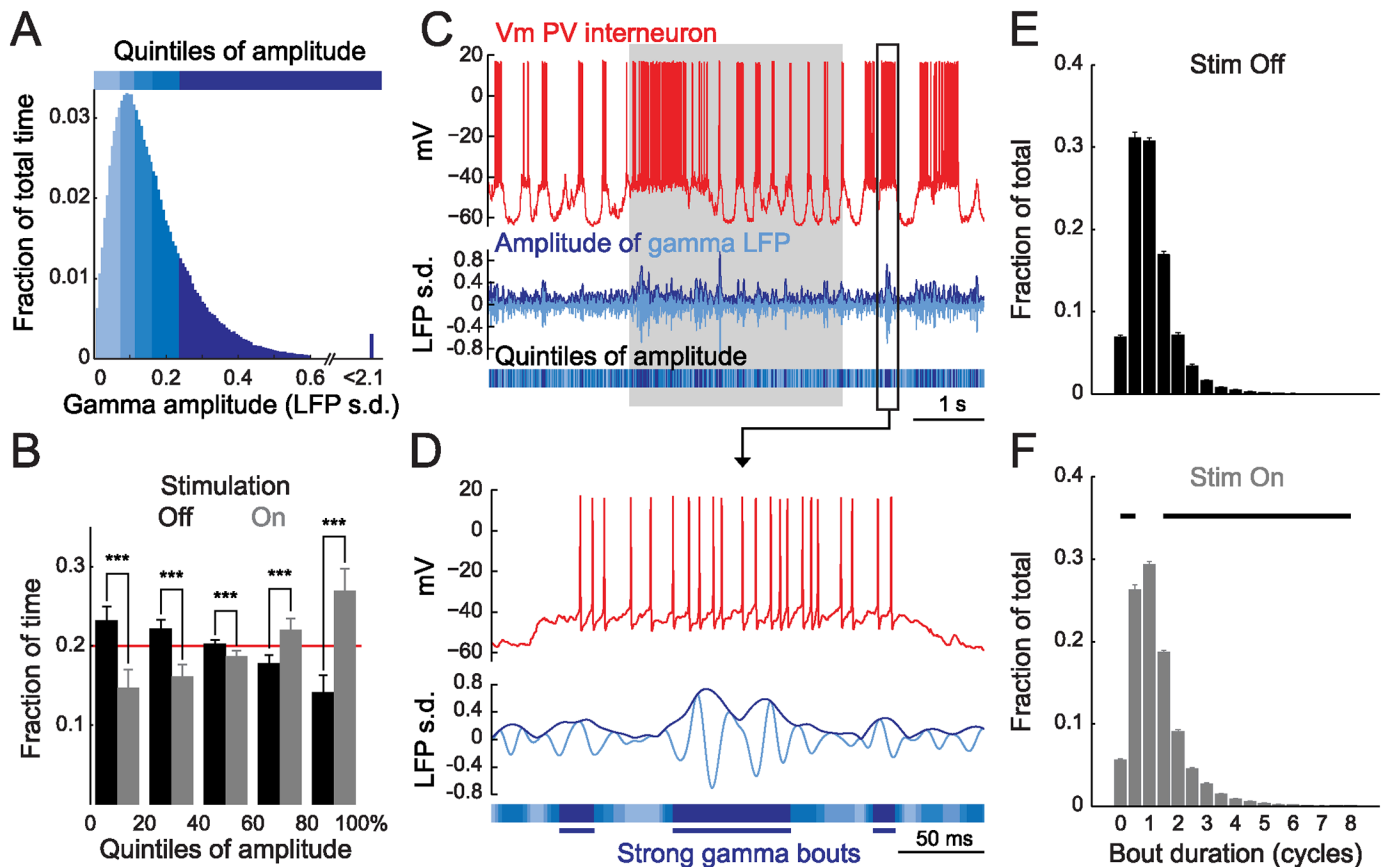 A
Quintiles of amplitude
Fraction of total time
0.03
0.02
0.01
0
0 0.2 0.4 0.6 <2.1
Gamma amplitude (LFP s.d.)
B
Stimulation
Off On
*** *** *** *** ***
Fraction of time
0.3
0.2
0.1
0 20 40 60 80 100%
Quintiles of amplitude
C
Vm PV interneuron
mV
20
0
−20
−40
−60
Amplitude of gamma LFP
LFP s.d.
0.8
0.4
0
-0.4
-0.8
Quintiles of amplitude
1 s
D
mV
20
0
−20
−40
−60
LFP s.d.
0.8
0.4
0
-0.4
-0.8
Strong gamma bouts
50 ms
E
Stim Off
Fraction of total
0.4
0.3
0.2
0.1
0
F
Stim On
Fraction of total
0.4
0.3
0.2
0.1
0
0 1 2 3 4 5 6 7 8
Bout duration (cycles)